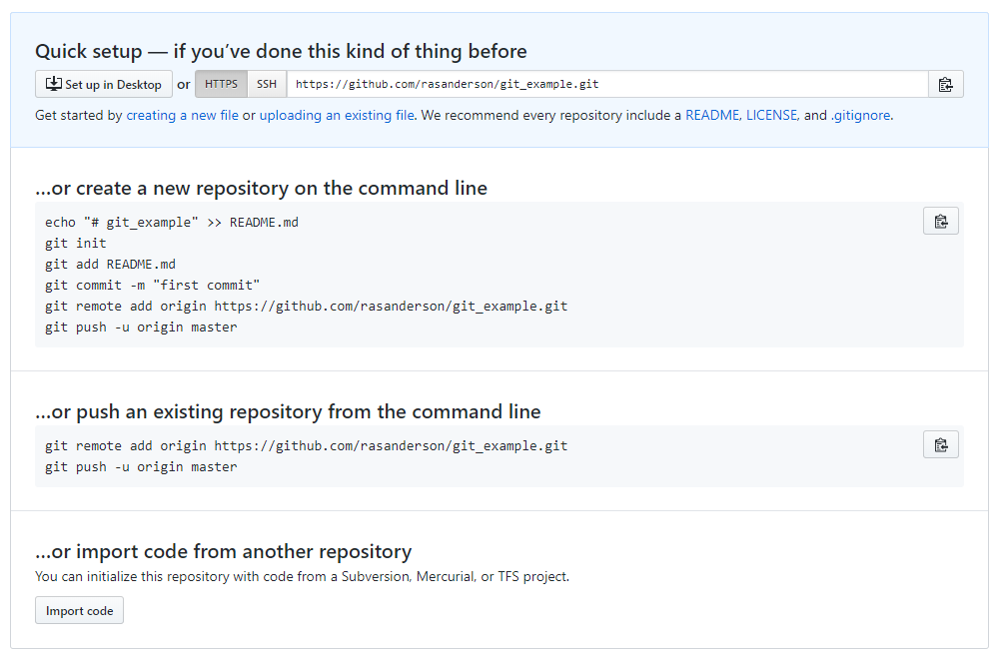 Quick setup — if you’ve done this kind of thing before
Set up in Desktop or HTTPS SSH https://github.com/rasanderson/git_example.git
Get started by creating a new file or uploading an existing file. We recommend every repository include a README, LICENSE, and .gitignore.
…or create a new repository on the command line
echo "# git_example" >> README.md
git init
git add README.md
git commit -m "first commit"
git remote add origin https://github.com/rasanderson/git_example.git
git push -u origin master
…or push an existing repository from the command line
git remote add origin https://github.com/rasanderson/git_example.git
git push -u origin master
…or import code from another repository
You can initialize this repository with code from a Subversion, Mercurial, or TFS project.
Import code